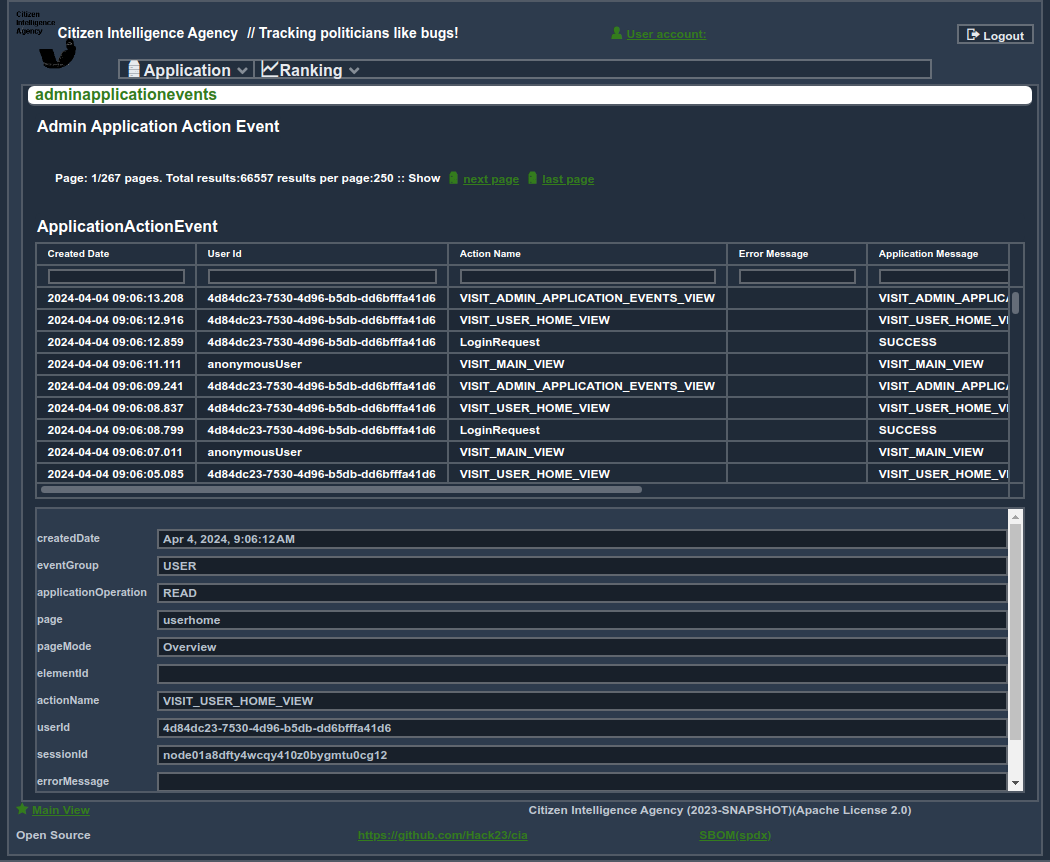 Citizen
Intelligence
Agency
Citizen Intelligence Agency // Tracking politicians like bugs!
User account:
Logout
Application Ranking
adminapplicationevents
Admin Application Action Event
Page: 1/267 pages. Total results:66557 results per page:250 :: Show next page last page
ApplicationActionEvent
Created Date User Id Action Name Error Message Application Message
2024-04-04 09:06:13.208 4d84dc23-7530-4d96-b5db-dd6bfffa41d6 VISIT_ADMIN_APPLICATION_EVENTS_VIEW VISIT_ADMIN_APPLICA
2024-04-04 09:06:12.916 4d84dc23-7530-4d96-b5db-dd6bfffa41d6 VISIT_USER_HOME_VIEW VISIT_USER_HOME_VI
2024-04-04 09:06:12.859 4d84dc23-7530-4d96-b5db-dd6bfffa41d6 LoginRequest SUCCESS
2024-04-04 09:06:11.111 anonymousUser VISIT_MAIN_VIEW VISIT_MAIN_VIEW
2024-04-04 09:06:09.241 4d84dc23-7530-4d96-b5db-dd6bfffa41d6 VISIT_ADMIN_APPLICATION_EVENTS_VIEW VISIT_ADMIN_APPLICA
2024-04-04 09:06:08.837 4d84dc23-7530-4d96-b5db-dd6bfffa41d6 VISIT_USER_HOME_VIEW VISIT_USER_HOME_VI
2024-04-04 09:06:08.799 4d84dc23-7530-4d96-b5db-dd6bfffa41d6 LoginRequest SUCCESS
2024-04-04 09:06:07.011 anonymousUser VISIT_MAIN_VIEW VISIT_MAIN_VIEW
2024-04-04 09:06:05.085 4d84dc23-7530-4d96-b5db-dd6bfffa41d6 VISIT_USER_HOME_VIEW VISIT_USER_HOME_VI
createdDate Apr 4, 2024, 9:06:12 AM
eventGroup USER
applicationOperation READ
page userhome
pageMode Overview
elementId
actionName VISIT_USER_HOME_VIEW
userId 4d84dc23-7530-4d96-b5db-dd6bfffa41d6
sessionId node01a8dfty4wcqy410z0bygmtu0cg12
errorMessage
Main View Citizen Intelligence Agency (2023-SNAPSHOT)(Apache License 2.0)
Open Source https://github.com/Hack23/cia SBOM(spdx)